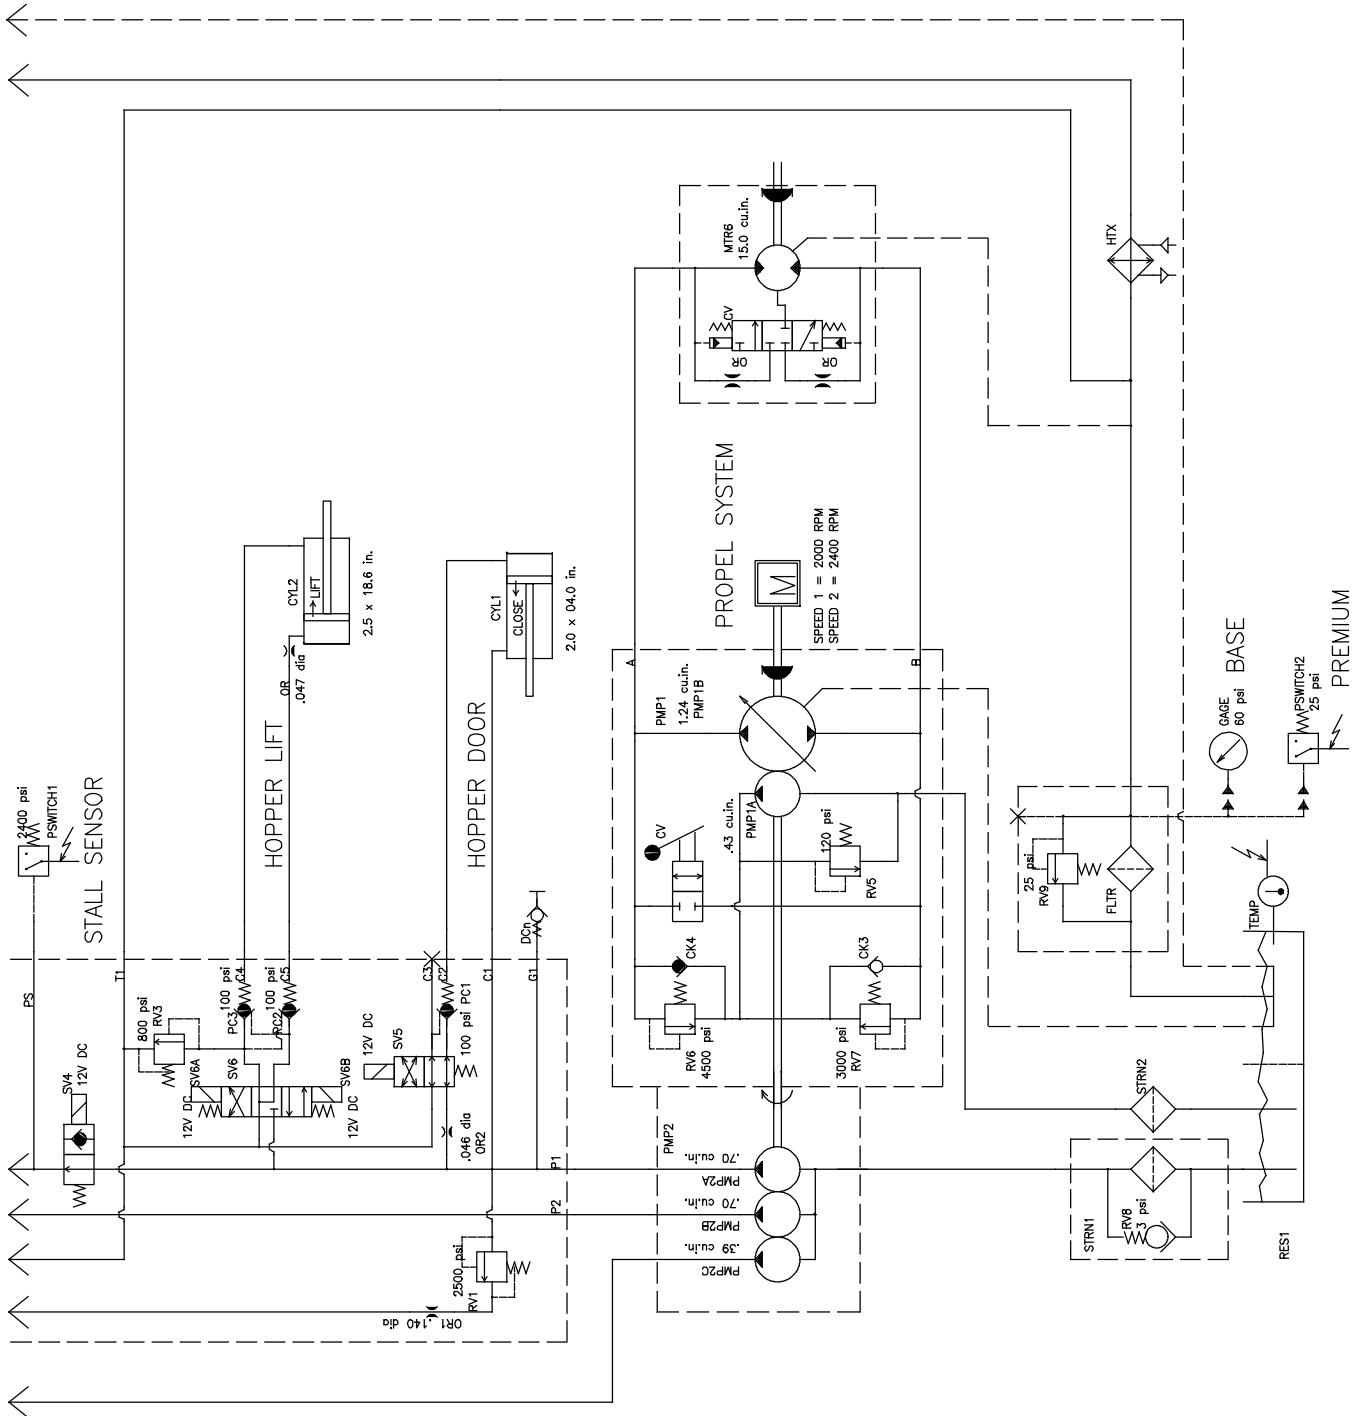 2400 psi
PSWITCH1
STALL SENSOR
PS
SV4
12V DC
T1
800 psi
RV3
100 psi
C4
PC3
100 psi
C5
PC2
SV6A
SV6
12V DC
12V DC
SV6B
HOPPER LIFT
CYL2
LIFT
2.5 x 18.6 in.
OR
.047 dia
HOPPER DOOR
CYL1
CLOSE
2.0 x 04.0 in.
12V DC
SV5
C3
C2
PC1
100 psi
C1
G1
DCn
.046 dia
OR2
P1
P2
2500 psi
RV1
OR1 .140 dia
MTR6
15.0 cu.in.
CV
OR
OR
PROPEL SYSTEM
M
SPEED 1 = 2000 RPM
SPEED 2 = 2400 RPM
A
B
PMP1
1.24 cu.in.
PMP1B
.43 cu.in.
PMP1A
CV
120 psi
RV5
CK4
CK3
RV6
4500 psi
3000 psi
RV7
PMP2
.70 cu.in.
PMP2A
.70 cu.in.
PMP2B
.39 cu.in.
PMP2C
HTX
25 psi
RV9
FLTR
GAGE
60 psi
BASE
PSWITCH2
25 psi
PREMIUM
TEMP
STRN2
STRN1
RV8
3 psi
RES1